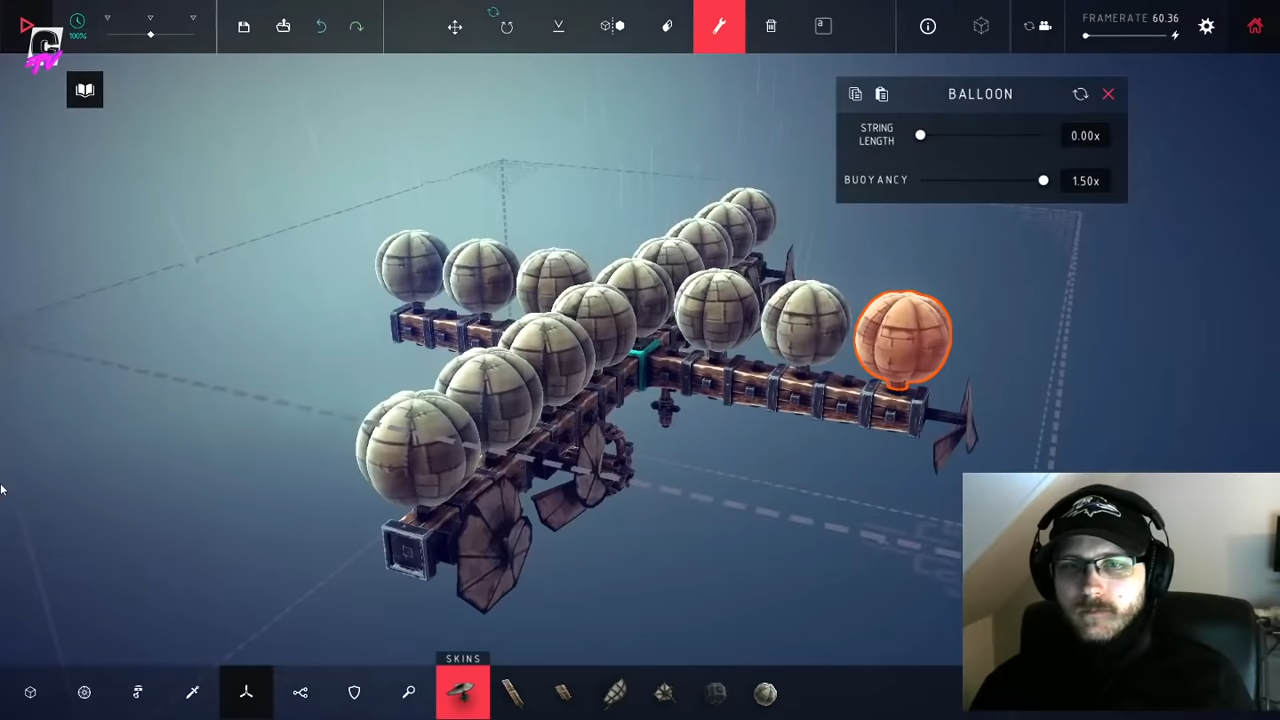 100%
a
FRAMERATE 60.36
BALLOON
STRING LENGTH
0.00x
BUOYANCY
1.50x
SKINS